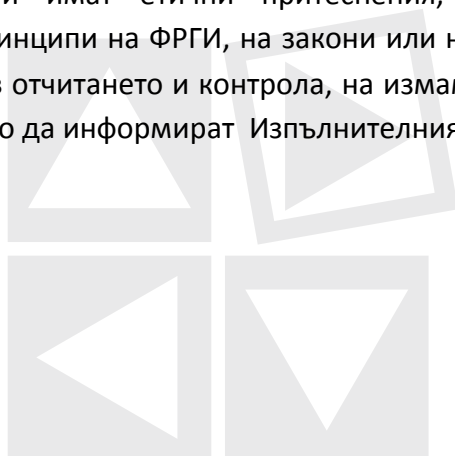 и имат етични притеснения,
инципи на ФРГИ, на закони или н
в отчитането и контрола, на измам
о да информират Изпълнителния